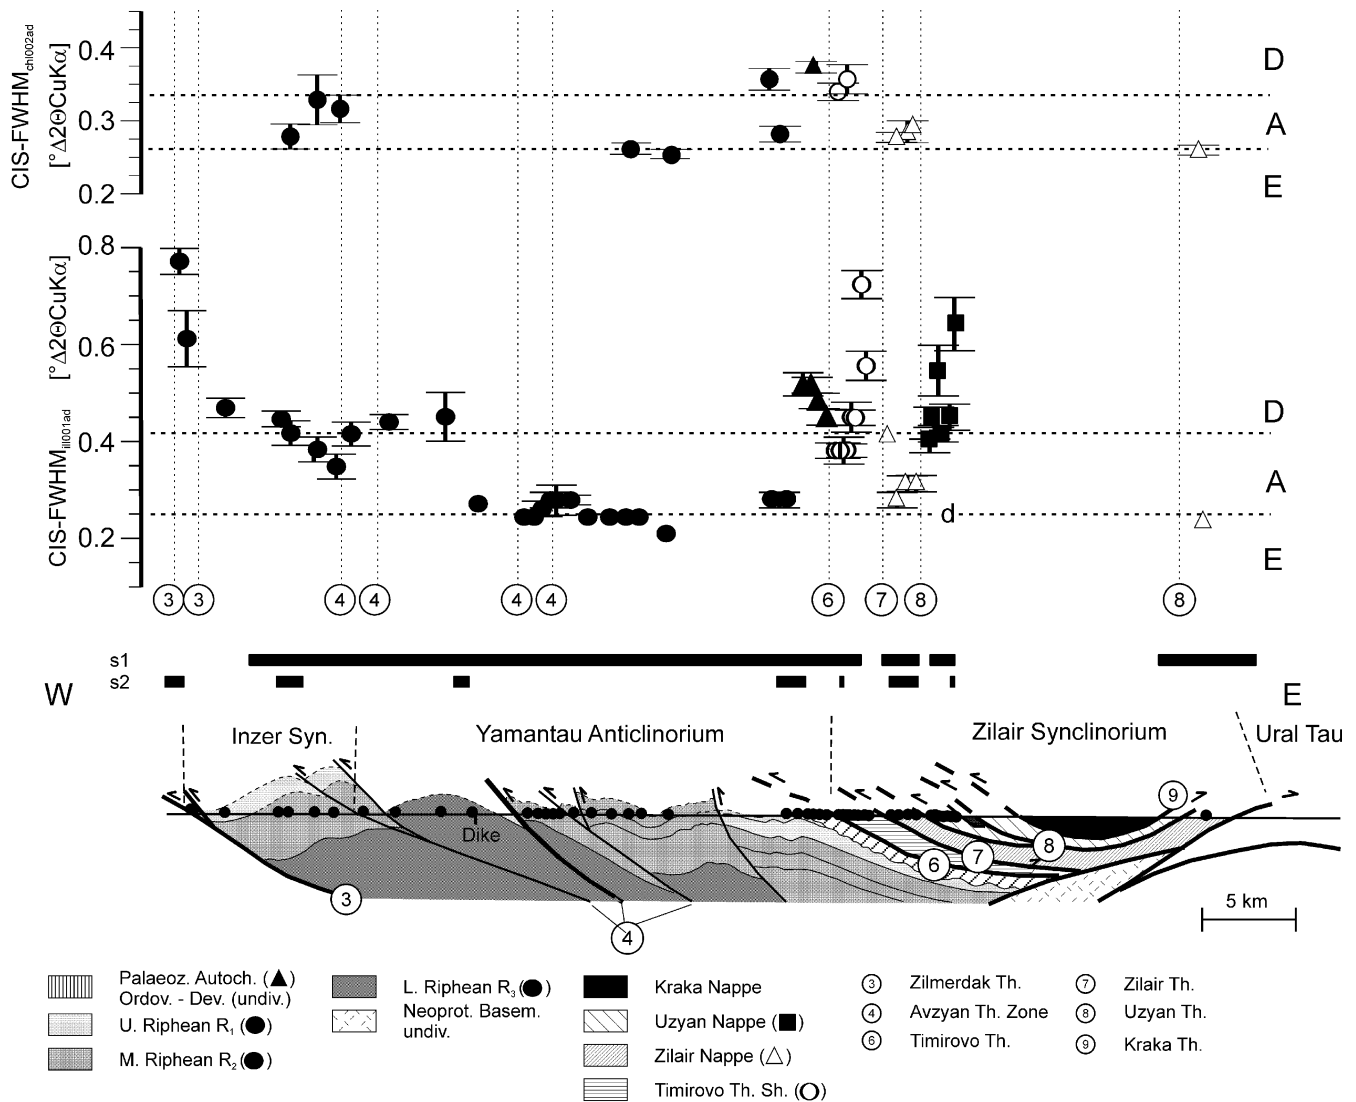 CIS-FWHM chl002ad
[°Δ2ΘCuKα]
0.4
0.3
0.2
D
A
E
CIS-FWHM ill001ad
[°Δ2ΘCuKα]
0.8
0.6
0.4
0.2
D
A
E
d
3 3 4 4 4 4 6 7 8 8
s1
s2
W
E
Inzer Syn.
Yamantau Anticlinorium
Zilair Synclinorium
Ural Tau
Dike
9
8
7
6
3
4
5 km
Palaeoz. Autoch. (▲)
Ordov. - Dev. (undiv.)
U. Riphean R₁ (●)
M. Riphean R₂ (●)
L. Riphean R₃ (●)
Neoprot. Basem.
undiv.
Kraka Nappe
Uzyan Nappe (■)
Zilair Nappe (△)
Timirovo Th. Sh. (○)
3 Zilmerdak Th.
4 Avzyan Th. Zone
6 Timirovo Th.
7 Zilair Th.
8 Uzyan Th.
9 Kraka Th.